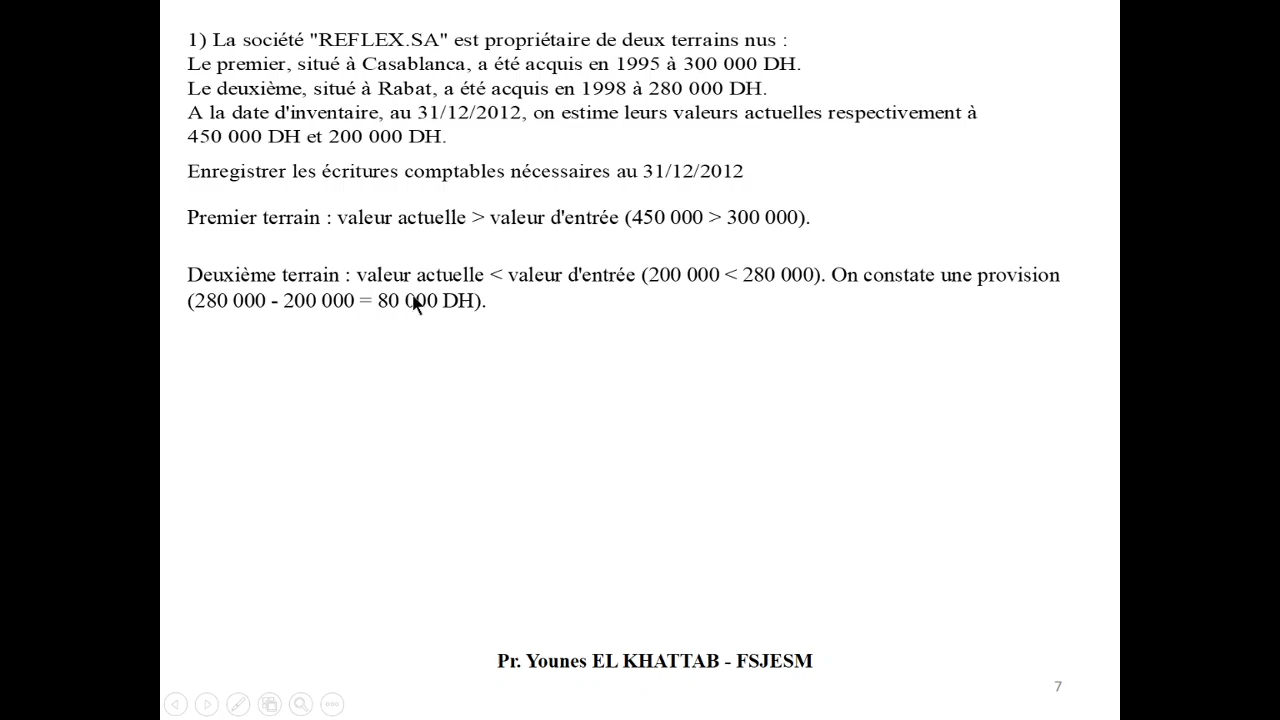 1) La société "REFLEX.SA" est propriétaire de deux terrains nus :
Le premier, situé à Casablanca, a été acquis en 1995 à 300 000 DH.
Le deuxième, situé à Rabat, a été acquis en 1998 à 280 000 DH.
A la date d'inventaire, au 31/12/2012, on estime leurs valeurs actuelles respectivement à
450 000 DH et 200 000 DH.
Enregistrer les écritures comptables nécessaires au 31/12/2012
Premier terrain : valeur actuelle > valeur d'entrée (450 000 > 300 000).
Deuxième terrain : valeur actuelle < valeur d'entrée (200 000 < 280 000). On constate une provision
(280 000 - 200 000 = 80 000 DH).
Pr. Younes EL KHATTAB - FSJESM
7